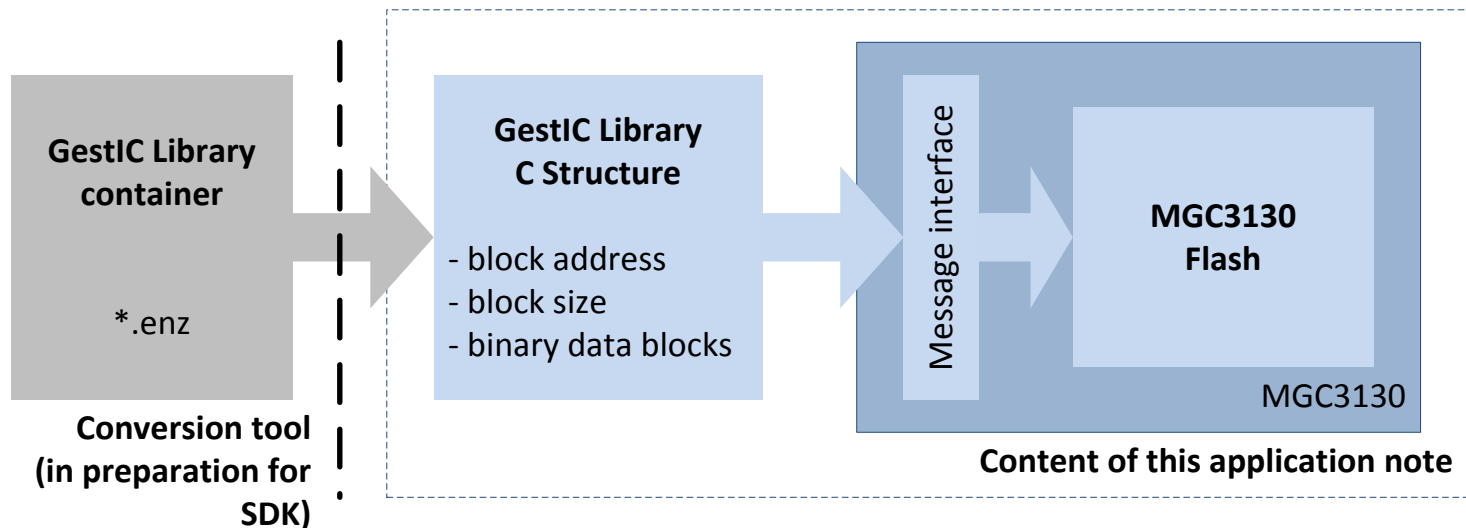 GestIC Library
container
*.enz
Conversion tool
(in preparation for
SDK)
GestIC Library
C Structure
- block address
- block size
- binary data blocks
Message interface
MGC3130
Flash
MGC3130
Content of this application note